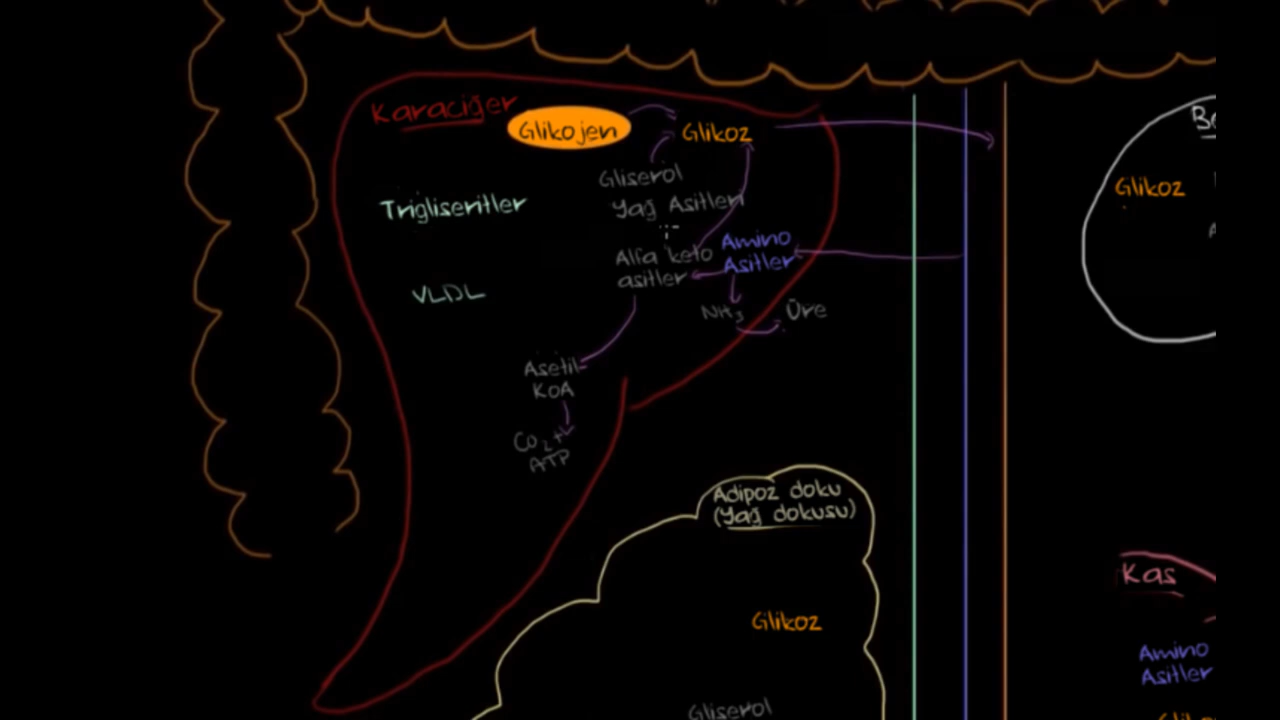 Karaciğer
Glikojen
Glikoz
Gliserol
Yağ Asitleri
Trigliseritler
Alfa keto
asitler
Amino
Asitler
VLDL
NH3
Üre
Asetil-
KoA
CO2+
ATP
Adipoz doku
(Yağ dokusu)
Glikoz
Gliserol
Glikoz
Kas
Amino
Asitler